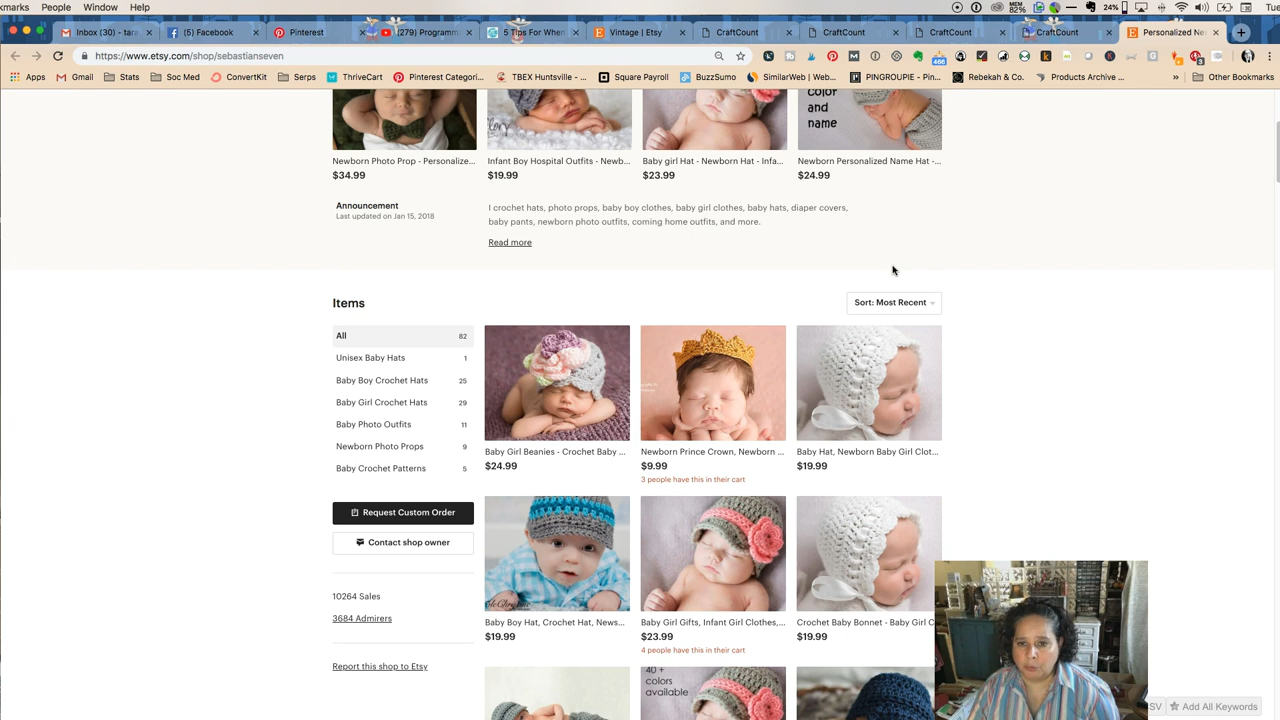 kmarks People Window Help
MEM 82%
24%
Tue
Inbox (30) - tara
(5) Facebook
Pinterest
(279) Programm
5 Tips For When
Vintage | Etsy
CraftCount
CraftCount
CraftCount
CraftCount
Personalized Ne
https://www.etsy.com/shop/sebastianseven
466
3
Apps
Gmail
Stats
Soc Med
ConvertKit
Serps
ThriveCart
Pinterest Categori...
TBEX Huntsville - ...
Square Payroll
BuzzSumo
SimilarWeb | Web...
PINGROUPIE - Pin...
Rebekah & Co.
Products Archive ...
Other Bookmarks
color
and
name
Newborn Photo Prop - Personalize...
$34.99
Infant Boy Hospital Outfits - Newb...
$19.99
Baby girl Hat - Newborn Hat - Infa...
$23.99
Newborn Personalized Name Hat -...
$24.99
Announcement
Last updated on Jan 15, 2018
I crochet hats, photo props, baby boy clothes, baby girl clothes, baby hats, diaper covers,
baby pants, newborn photo outfits, coming home outfits, and more.
Read more
Items
Sort: Most Recent
All 82
Unisex Baby Hats 1
Baby Boy Crochet Hats 25
Baby Girl Crochet Hats 29
Baby Photo Outfits 11
Newborn Photo Props 9
Baby Crochet Patterns 5
Request Custom Order
Contact shop owner
10264 Sales
3684 Admirers
Report this shop to Etsy
Baby Girl Beanies - Crochet Baby ...
$24.99
Newborn Prince Crown, Newborn ...
$9.99
3 people have this in their cart
Baby Hat, Newborn Baby Girl Clot...
$19.99
Baby Boy Hat, Crochet Hat, News...
$19.99
Baby Girl Gifts, Infant Girl Clothes,...
$23.99
4 people have this in their cart
Crochet Baby Bonnet - Baby Girl C
$19.99
40 +
colors
available
SV
Add All Keywords